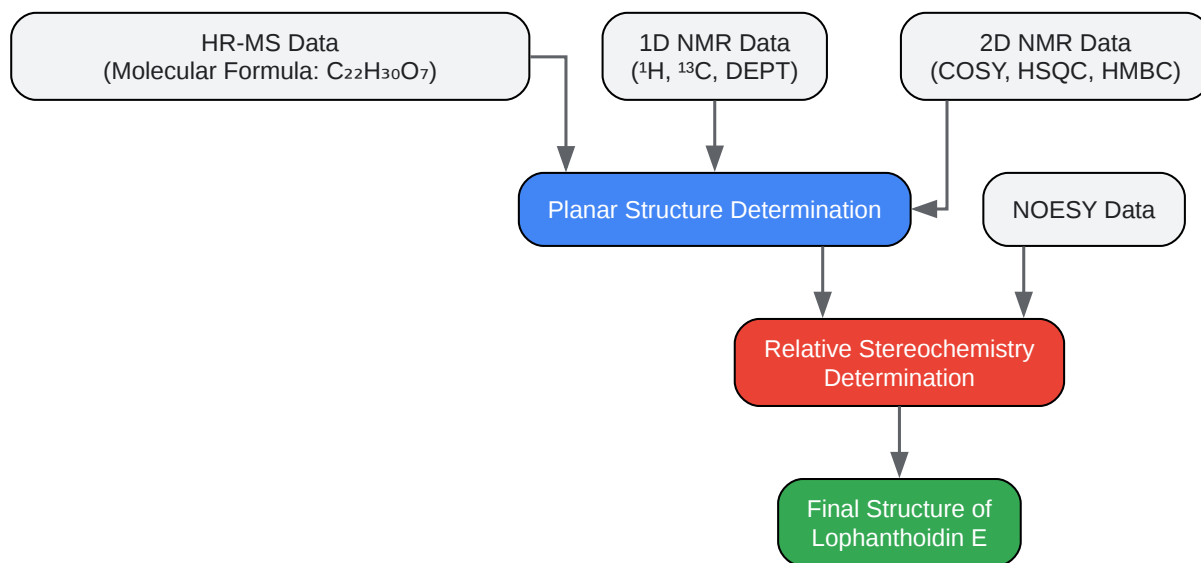 HR-MS Data
(Molecular Formula: C₂₂H₃₀O₇)
1D NMR Data
(¹H, ¹³C, DEPT)
2D NMR Data
(COSY, HSQC, HMBC)
Planar Structure Determination
NOESY Data
Relative Stereochemistry
Determination
Final Structure of
Lophanthoidin E